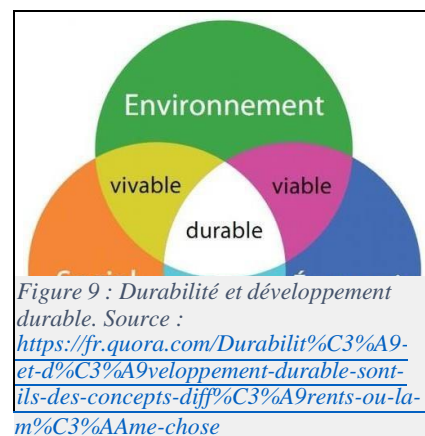 Environnement
vivable
viable
durable
Figure 9 : Durabilité et développement
durable. Source :
https://fr.quora.com/Durabilit%C3%A9-
et-d%C3%A9veloppement-durable-sont-
ils-des-concepts-diff%C3%A9rents-ou-la-
m%C3%AAme-chose